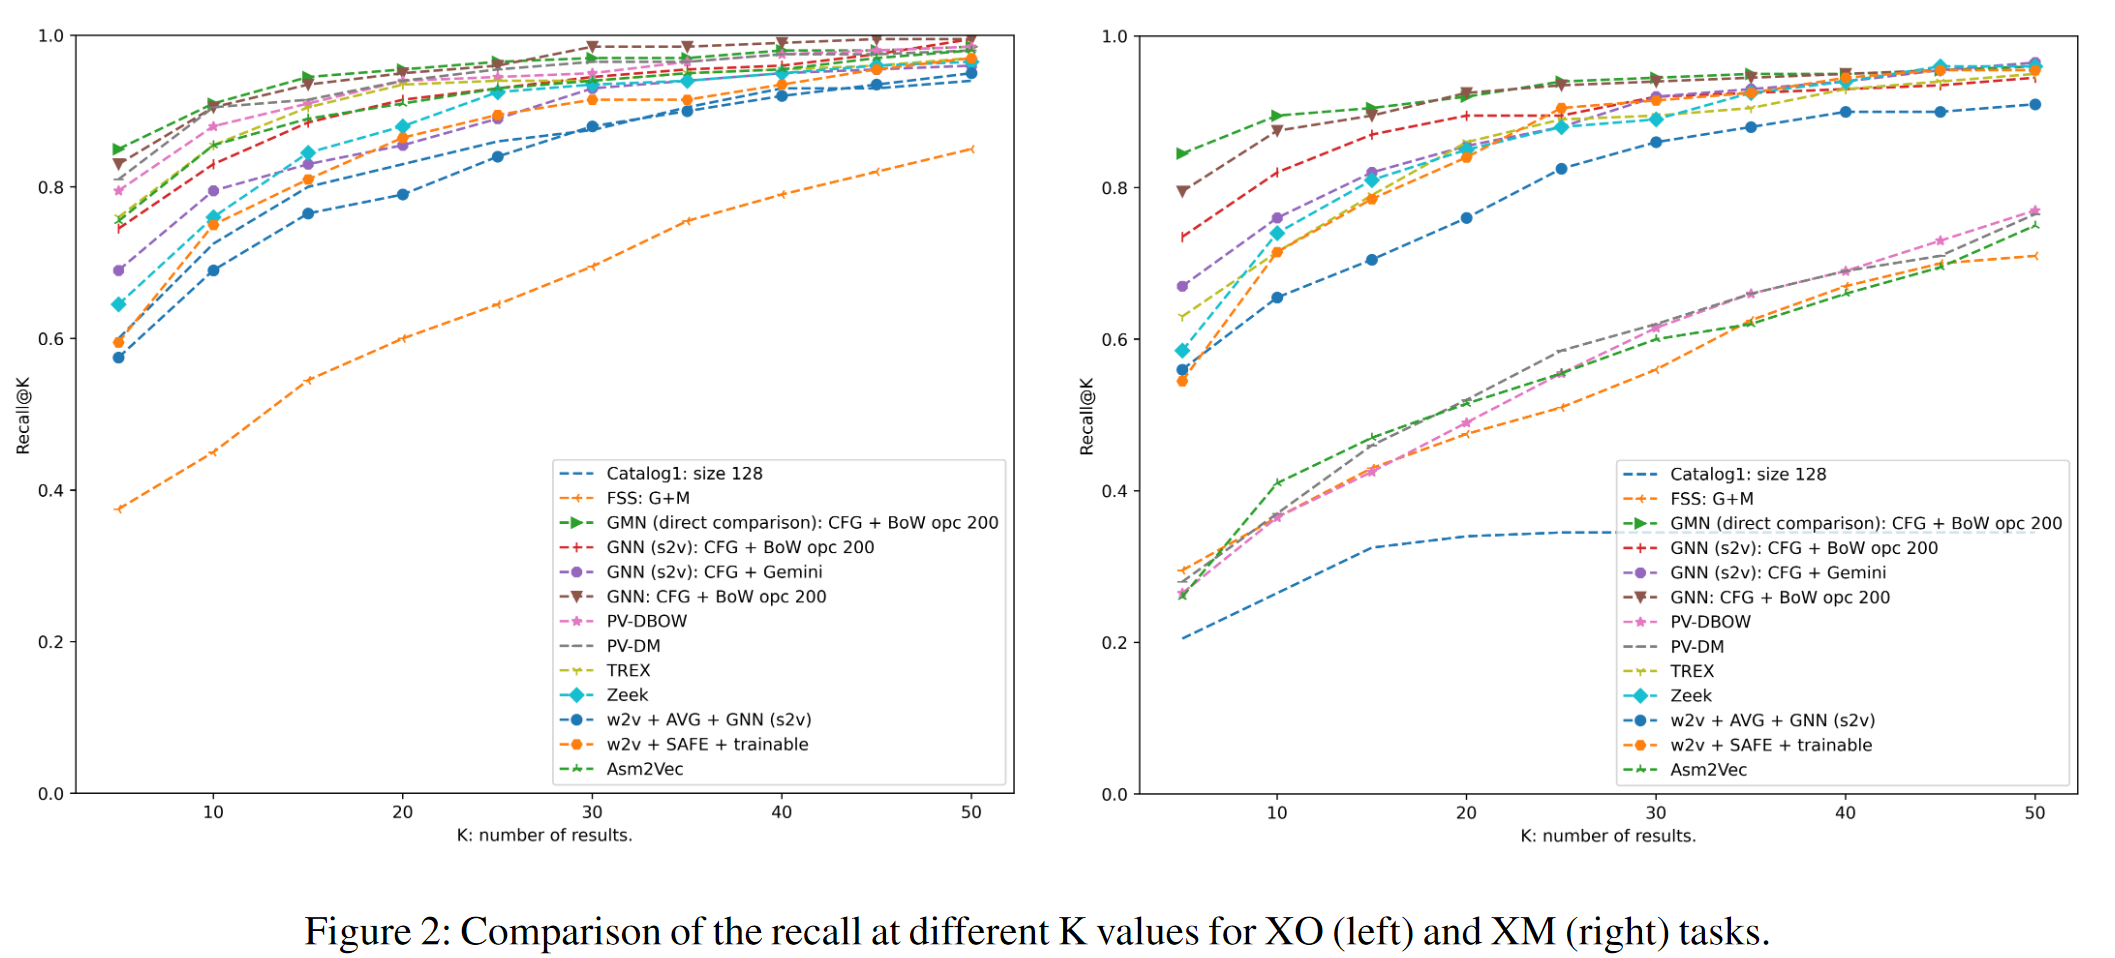 1.0
0.8
0.6
0.4
0.2
0.0
Recall@K
10 20 30 40 50
K: number of results.
Catalog1: size 128
FSS: G+M
GMN (direct comparison): CFG + BoW opc 200
GNN (s2v): CFG + BoW opc 200
GNN (s2v): CFG + Gemini
GNN: CFG + BoW opc 200
PV-DBOW
PV-DM
TREX
Zeek
w2v + AVG + GNN (s2v)
w2v + SAFE + trainable
Asm2Vec
1.0
0.8
0.6
0.4
0.2
0.0
Recall@K
10 20 30 40 50
K: number of results.
Catalog1: size 128
FSS: G+M
GMN (direct comparison): CFG + BoW opc 200
GNN (s2v): CFG + BoW opc 200
GNN (s2v): CFG + Gemini
GNN: CFG + BoW opc 200
PV-DBOW
PV-DM
TREX
Zeek
w2v + AVG + GNN (s2v)
w2v + SAFE + trainable
Asm2Vec
Figure 2: Comparison of the recall at different K values for XO (left) and XM (right) tasks.